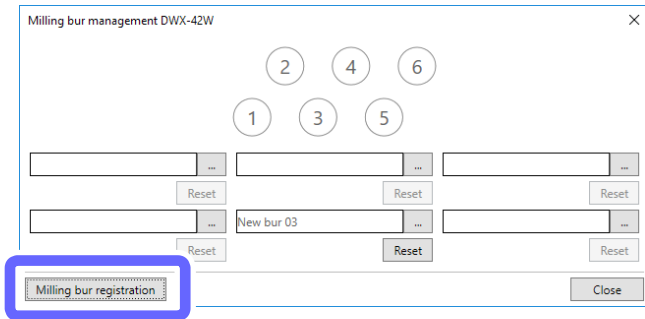 Milling bur management DWX-42W
2 4 6
1 3 5
... ... ...
Reset Reset Reset
... New bur 03 ... ...
Reset Reset Reset
Milling bur registration Close